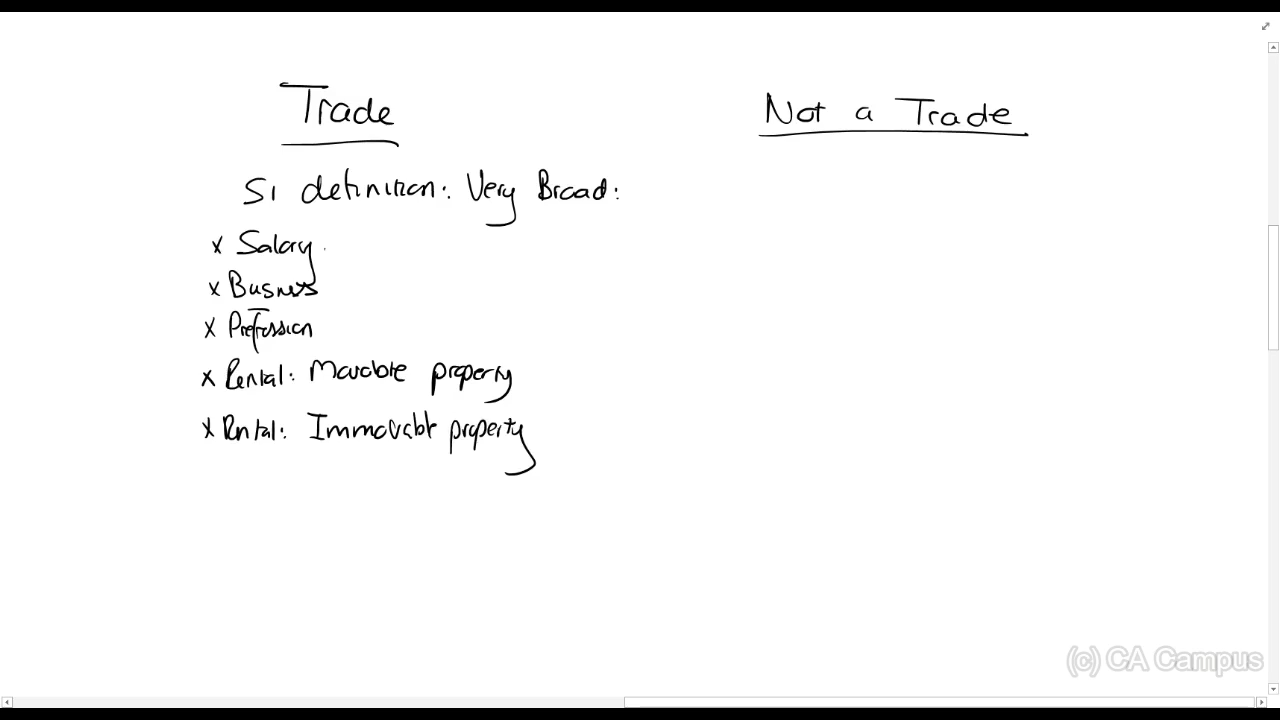 Trade
Not a Trade
S1 definition: Very Broad:
x Salary
x Business
x Profession
x Rental: Movable property
x Rental: Immovable property
(c) CA Campus